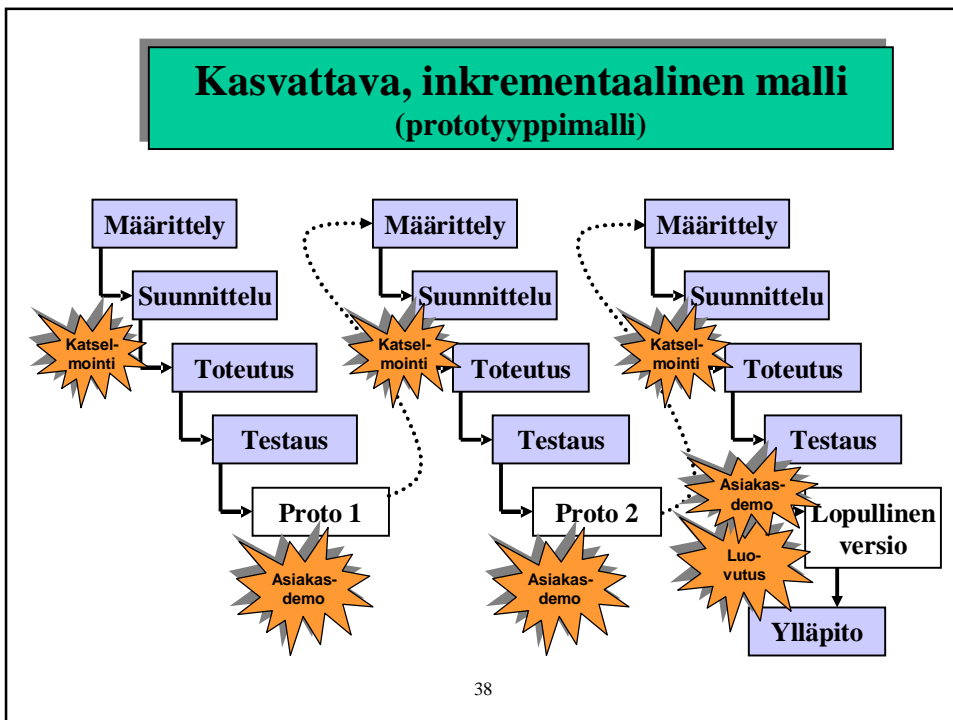 Kasvattava, inkrementaalinen malli
(prototyyppimalli)
Määrittely
Suunnittelu
Katsel-
mointi
Toteutus
Testaus
Proto 1
Asiakas-
demo
Määrittely
Suunnittelu
Katsel-
mointi
Toteutus
Testaus
Proto 2
Asiakas-
demo
Määrittely
Suunnittelu
Katsel-
mointi
Toteutus
Testaus
Asiakas-
demo
Lopullinen
versio
Luo-
vutus
Ylläpito
38